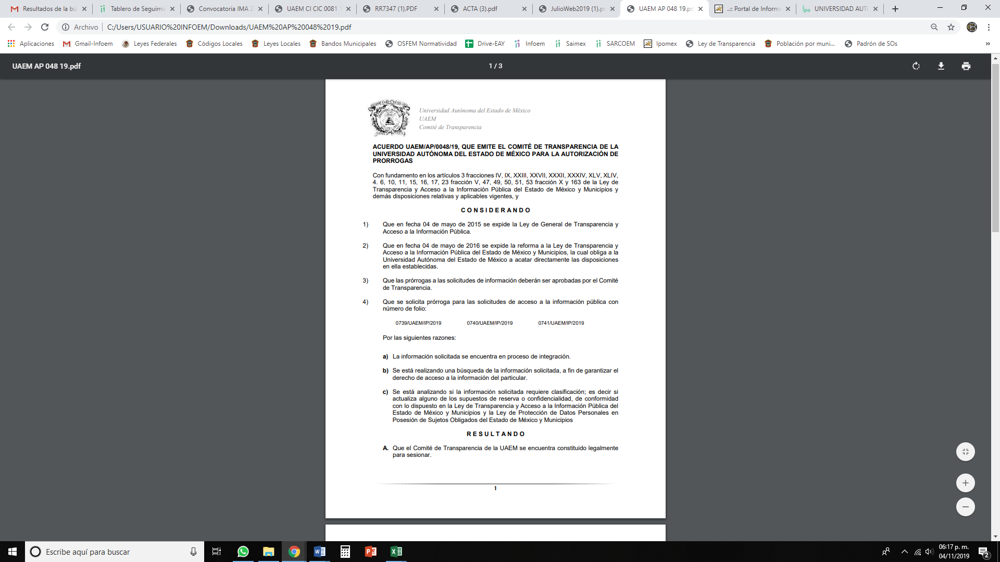 Resultados de la bú
Tablero de Seguimie
Convocatoria IMA 2
UAEM CI CIC 0081 1
RR7347 (1).PDF
ACTA (3).pdf
JulioWeb2019 (1).pd
UAEM AP 048 19.pd
..:: Portal de Informa
ipo UNIVERSIDAD AUTÓ
Archivo C:/Users/USUARIO%20INFOEM/Downloads/UAEM%20AP%20048%2019.pdf
Aplicaciones Gmail-Infoem Leyes Federales Códigos Locales Leyes Locales Bandos Municipales OSFEM Normatividad Drive-EAY Infoem Saimex SARCOEM Ipomex Ley de Transparencia Población por muni... Padrón de SOs »
UAEM AP 048 19.pdf 1 / 3
Universidad Autónoma del Estado de México
UAEM
Comité de Transparencia
ACUERDO UAEM/AP/0048/19, QUE EMITE EL COMITÉ DE TRANSPARENCIA DE LA
UNIVERSIDAD AUTÓNOMA DEL ESTADO DE MÉXICO PARA LA AUTORIZACIÓN DE
PRORROGAS
Con fundamento en los artículos 3 fracciones IV, IX, XXIII, XXVII, XXXII, XXXIV, XLV, XLIV,
4. 6, 10, 11, 15, 16, 17, 23 fracción V, 47, 49, 50, 51, 53 fracción X y 163 de la Ley de
Transparencia y Acceso a la Información Pública del Estado de México y Municipios y
demás disposiciones relativas y aplicables vigentes, y
C O N S I D E R A N D O
1) Que en fecha 04 de mayo de 2015 se expide la Ley de General de Transparencia y
Acceso a la Información Pública.
2) Que en fecha 04 de mayo de 2016 se expide la reforma a la Ley de Transparencia y
Acceso a la Información Pública del Estado de México y Municipios, la cual obliga a la
Universidad Autónoma del Estado de México a acatar directamente las disposiciones
en ella establecidas.
3) Que las prórrogas a las solicitudes de información deberán ser aprobadas por el Comité
de Transparencia.
4) Que se solicita prórroga para las solicitudes de acceso a la información pública con
número de folio:
0739/UAEM/IP/2019 0740/UAEM/IP/2019 0741/UAEM/IP/2019
Por las siguientes razones:
a) La información solicitada se encuentra en proceso de integración.
b) Se está realizando una búsqueda de la información solicitada, a fin de garantizar el
derecho de acceso a la información del particular.
c) Se está analizando si la información solicitada requiere clasificación; es decir si
actualiza alguno de los supuestos de reserva o confidencialidad, de conformidad
con lo dispuesto en la Ley de Transparencia y Acceso a la Información Pública del
Estado de México y Municipios y la Ley de Protección de Datos Personales en
Posesión de Sujetos Obligados del Estado de México y Municipios
R E S U L T A N D O
A. Que el Comité de Transparencia de la UAEM se encuentra constituido legalmente
para sesionar.
1
Escribe aquí para buscar
06:17 p. m.
04/11/2019
2